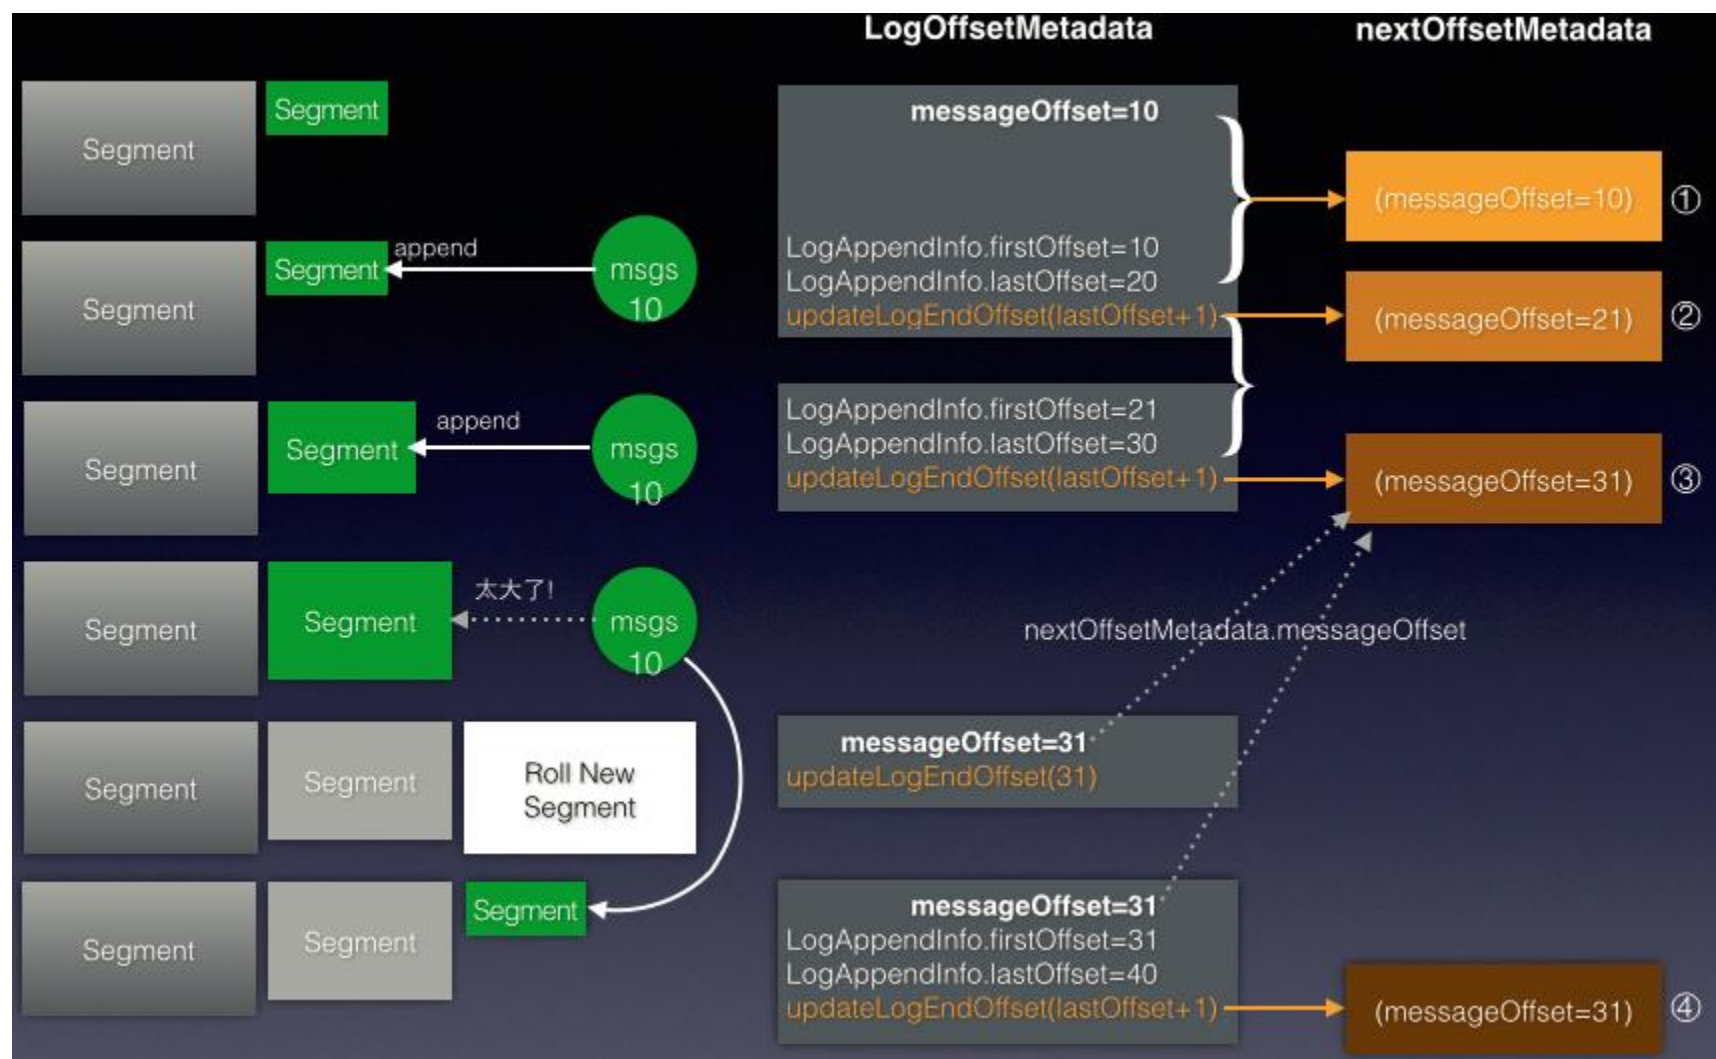 LogOffsetMetadata
nextOffsetMetadata
Segment
Segment
messageOffset=10
(messageOffset=10)
①
Segment
Segment
append
msgs
10
LogAppendInfo.firstOffset=10
LogAppendInfo.lastOffset=20
updateLogEndOffset(lastOffset+1)
(messageOffset=21)
②
Segment
Segment
append
msgs
10
LogAppendInfo.firstOffset=21
LogAppendInfo.lastOffset=30
updateLogEndOffset(lastOffset+1)
(messageOffset=31)
③
Segment
Segment
太大了!
msgs
10
nextOffsetMetadata.messageOffset
Segment
Segment
Roll New
Segment
messageOffset=31
updateLogEndOffset(31)
Segment
Segment
Segment
messageOffset=31
LogAppendInfo.firstOffset=31
LogAppendInfo.lastOffset=40
updateLogEndOffset(lastOffset+1)
(messageOffset=31)
④